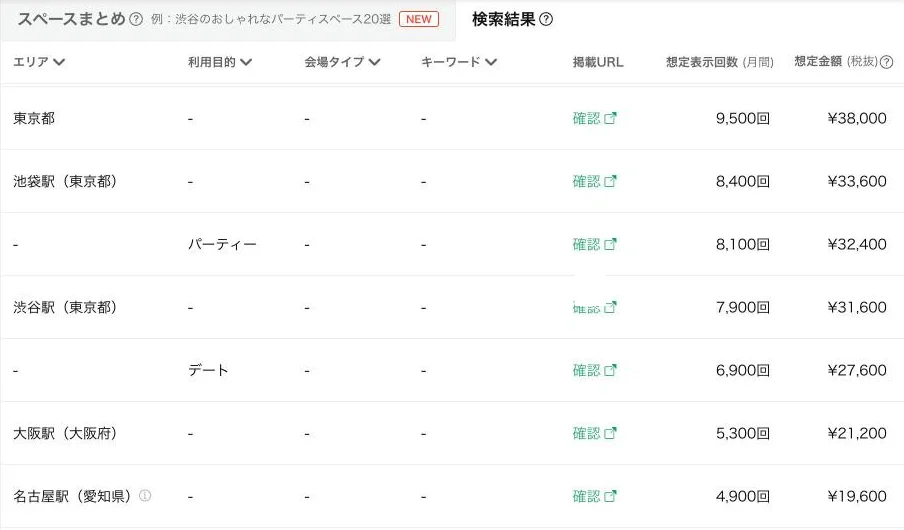 スペースまとめ ? 例：渋谷のおしゃれなパーティスペース20選 NEW 検索結果 ?
エリア 利用目的 会場タイプ キーワード 掲載URL 想定表示回数 (月間) 想定金額 (税抜) ?
東京都 - - - 確認 9,500回 ¥38,000
池袋駅（東京都） - - - 確認 8,400回 ¥33,600
- パーティー - - 確認 8,100回 ¥32,400
渋谷駅（東京都） - - - 確認 7,900回 ¥31,600
- デート - - 確認 6,900回 ¥27,600
大阪駅（大阪府） - - - 確認 5,300回 ¥21,200
名古屋駅（愛知県） ⓘ - - - 確認 4,900回 ¥19,600